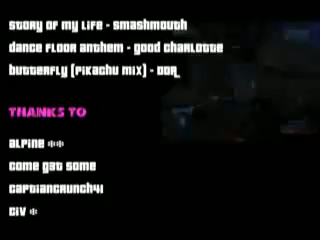 STORY OF MY LIFE - SMASHMOUTH
DANCE FLOOR ANTHEM - GOOD CHARLOTTE
BUTTERFLY (PIKACHU MIX) - DDR
THANKS TO
ALPINE **
COME G3T SOME
CAPTIANCRUNCH41
CIV *